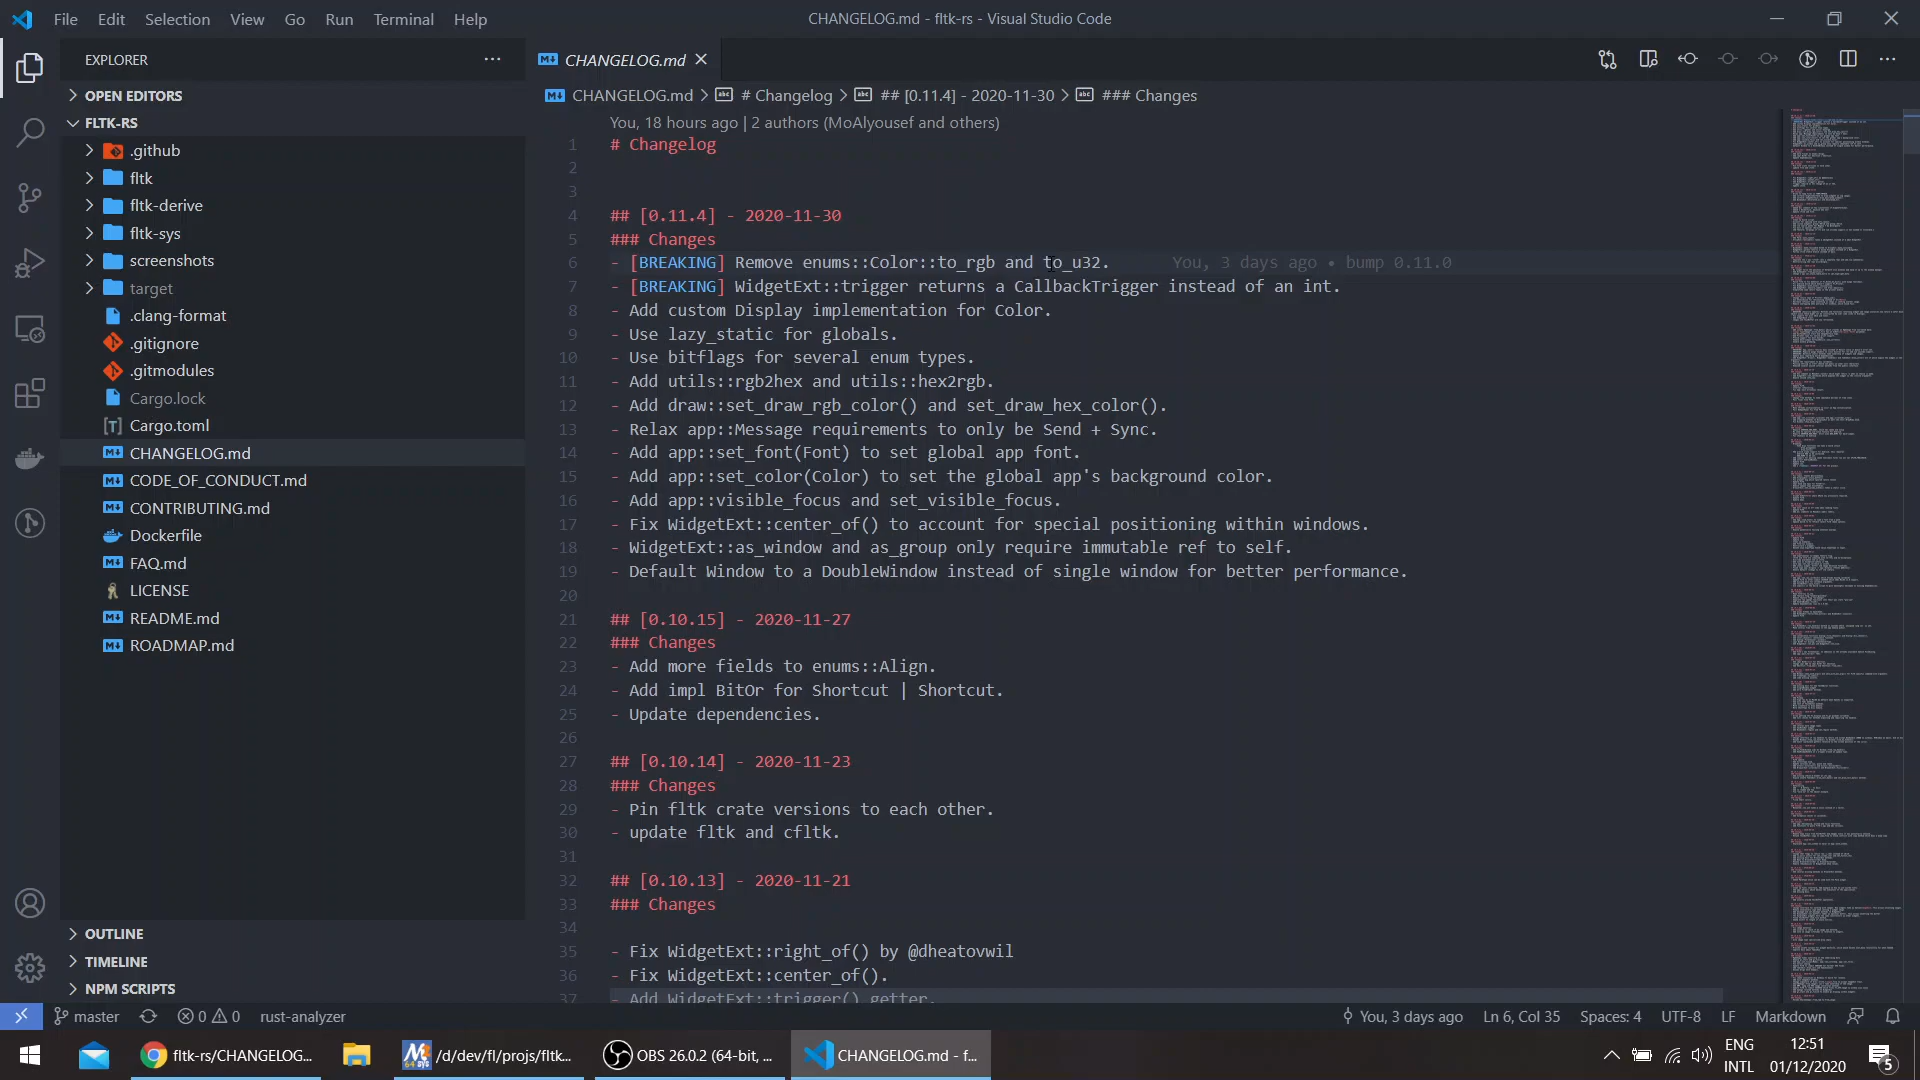 File Edit Selection View Go Run Terminal Help
CHANGELOG.md - fltk-rs - Visual Studio Code
EXPLORER
OPEN EDITORS
FLTK-RS
.github
fltk
fltk-derive
fltk-sys
screenshots
target
.clang-format
.gitignore
.gitmodules
Cargo.lock
Cargo.toml
CHANGELOG.md
CODE_OF_CONDUCT.md
CONTRIBUTING.md
Dockerfile
FAQ.md
LICENSE
README.md
ROADMAP.md
OUTLINE
TIMELINE
NPM SCRIPTS
CHANGELOG.md
CHANGELOG.md > # Changelog > ## [0.11.4] - 2020-11-30 > ### Changes
You, 18 hours ago | 2 authors (MoAlyousef and others)
1 # Changelog
2
3
4 ## [0.11.4] - 2020-11-30
5 ### Changes
6 - [BREAKING] Remove enums::Color::to_rgb and to_u32. You, 3 days ago • bump 0.11.0
7 - [BREAKING] WidgetExt::trigger returns a CallbackTrigger instead of an int.
8 - Add custom Display implementation for Color.
9 - Use lazy_static for globals.
10 - Use bitflags for several enum types.
11 - Add utils::rgb2hex and utils::hex2rgb.
12 - Add draw::set_draw_rgb_color() and set_draw_hex_color().
13 - Relax app::Message requirements to only be Send + Sync.
14 - Add app::set_font(Font) to set global app font.
15 - Add app::set_color(Color) to set the global app's background color.
16 - Add app::visible_focus and set_visible_focus.
17 - Fix WidgetExt::center_of() to account for special positioning within windows.
18 - WidgetExt::as_window and as_group only require immutable ref to self.
19 - Default Window to a DoubleWindow instead of single window for better performance.
20
21 ## [0.10.15] - 2020-11-27
22 ### Changes
23 - Add more fields to enums::Align.
24 - Add impl BitOr for Shortcut | Shortcut.
25 - Update dependencies.
26
27 ## [0.10.14] - 2020-11-23
28 ### Changes
29 - Pin fltk crate versions to each other.
30 - update fltk and cfltk.
31
32 ## [0.10.13] - 2020-11-21
33 ### Changes
34
35 - Fix WidgetExt::right_of() by @dheatovwil
36 - Fix WidgetExt::center_of().
37 - Add WidgetExt::trigger() getter.
master 0 0 rust-analyzer You, 3 days ago Ln 6, Col 35 Spaces: 4 UTF-8 LF Markdown
fltk-rs/CHANGELOG... /d/dev/fl/projs/fltk... OBS 26.0.2 (64-bit, ... CHANGELOG.md - f...
ENG 12:51
INTL 01/12/2020 5